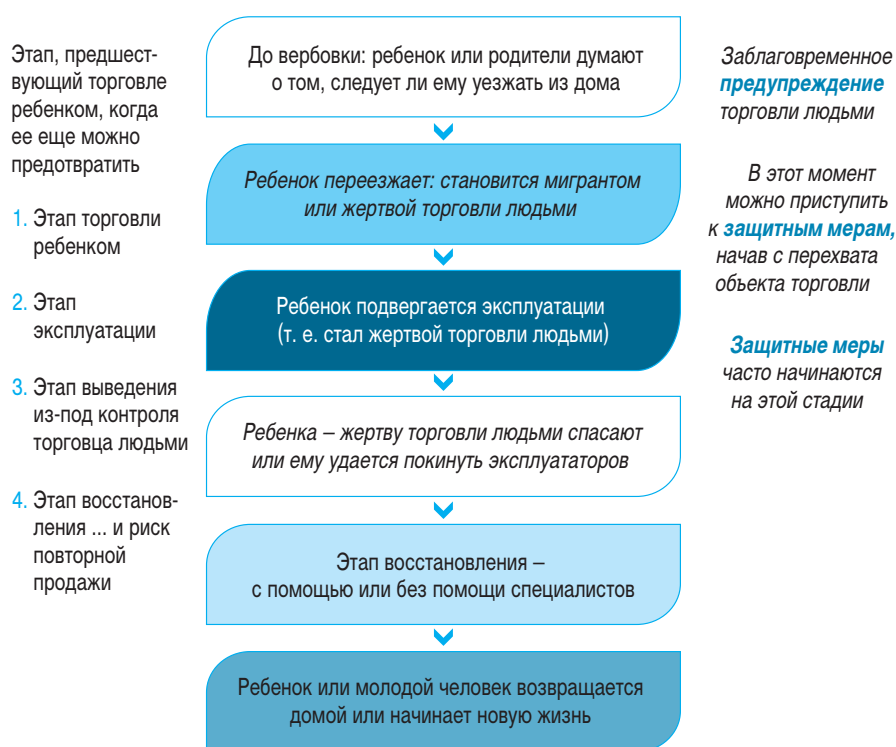 Этап, предшест-
вующий торговле
ребенком, когда
ее еще можно
предотвратить
1. Этап торговли
ребенком
2. Этап
эксплуатации
3. Этап выведения
из-под контроля
торговца людьми
4. Этап восстанов-
ления ... и риск
повторной
продажи
До вербовки: ребенок или родители думают
о том, следует ли ему уезжать из дома
Ребенок переезжает: становится мигрантом
или жертвой торговли людьми
Ребенок подвергается эксплуатации
(т. е. стал жертвой торговли людьми)
Ребенка – жертву торговли людьми спасают
или ему удается покинуть эксплуататоров
Этап восстановления –
с помощью или без помощи специалистов
Ребенок или молодой человек возвращается
домой или начинает новую жизнь
Заблаговременное
предупреждение
торговли людьми
В этот момент
можно приступить
к защитным мерам,
начав с перехвата
объекта торговли
Защитные меры
часто начинаются
на этой стадии